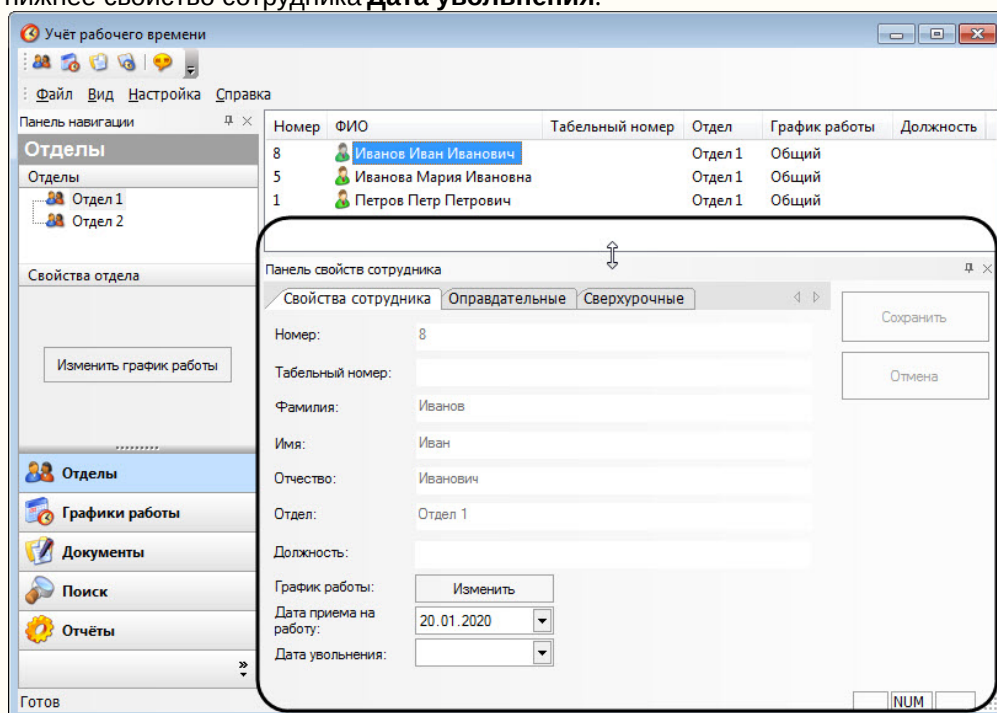 нижнее свойство сотрудника Дата увольнения.
Учёт рабочего времени
Файл Вид Настройка Справка
Панель навигации
Отделы
Отделы
Отдел 1
Отдел 2
Свойства отдела
Изменить график работы
Отделы
Графики работы
Документы
Поиск
Отчёты
Номер ФИО Табельный номер Отдел График работы Должность
8 Иванов Иван Иванович Отдел 1 Общий
5 Иванова Мария Ивановна Отдел 1 Общий
1 Петров Петр Петрович Отдел 1 Общий
Панель свойств сотрудника
Свойства сотрудника Оправдательные Сверхурочные
Сохранить
Отмена
Номер: 8
Табельный номер:
Фамилия: Иванов
Имя: Иван
Отчество: Иванович
Отдел: Отдел 1
Должность:
График работы: Изменить
Дата приема на
работу: 20.01.2020
Дата увольнения:
Готов NUM